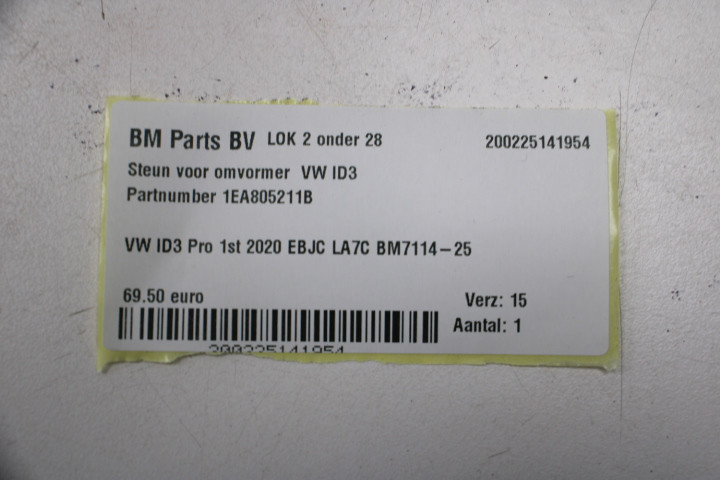 BM Parts BV LOK 2 onder 28 200225141954
Steun voor omvormer VW ID3
Partnumber 1EA805211B
VW ID3 Pro 1st 2020 EBJC LA7C BM7114-25
69.50 euro Verz: 15
Aantal: 1
200225141954